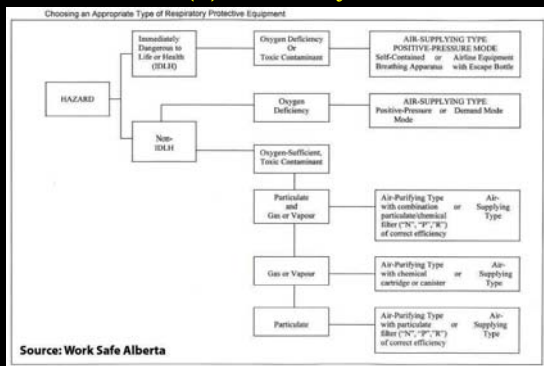 Choosing an Appropriate Type of Respiratory Protective Equipment
Immediately
Dangerous to
Life or Health
(IDLH)
Oxygen Deficiency
Or
Toxic Contaminant
AIR-SUPPLYING TYPE
POSITIVE-PRESSURE MODE
Self-Contained or Airline Equipment
Breathing Apparatus with Escape Bottle
HAZARD
Oxygen
Deficiency
AIR-SUPPLYING TYPE
Positive-Pressure or Demand Mode
Mode
Non-
IDLH
Oxygen-Sufficient,
Toxic Contaminant
Particulate
and
Gas or Vapour
Air-Purifying Type Air-
with combination or Supplying
particulate/chemical Type
filter ("N", "P","R")
of correct efficiency
Gas or Vapour
Air-Purifying Type Air-
with chemical or Supplying
cartridge or canister Type
Particulate
Air-Purifying Type Air-
with particulate or Supplying
filter ("N", "P","R") Type
of correct efficiency
Source: Work Safe Alberta